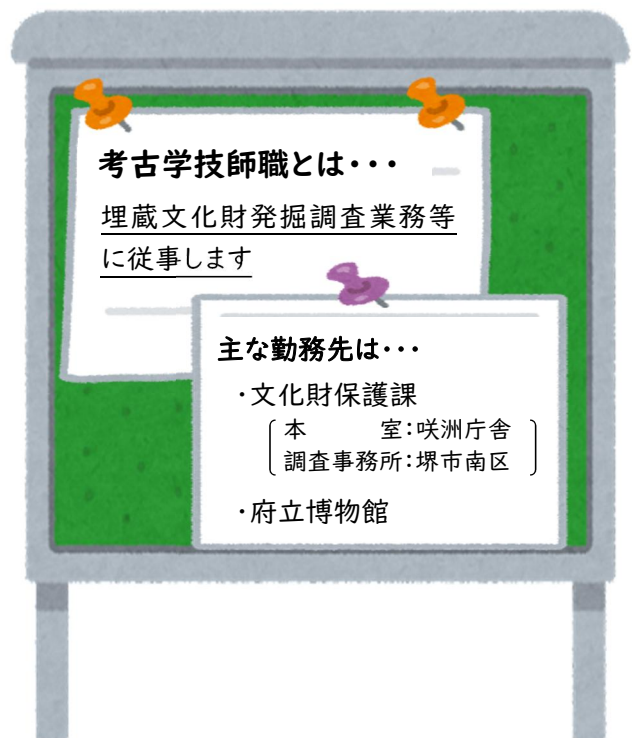 考古学技師職とは・・・
埋蔵文化財発掘調査業務等
に従事します
主な勤務先は・・・
・文化財保護課
本　　　室：咲洲庁舎
調査事務所：堺市南区
・府立博物館